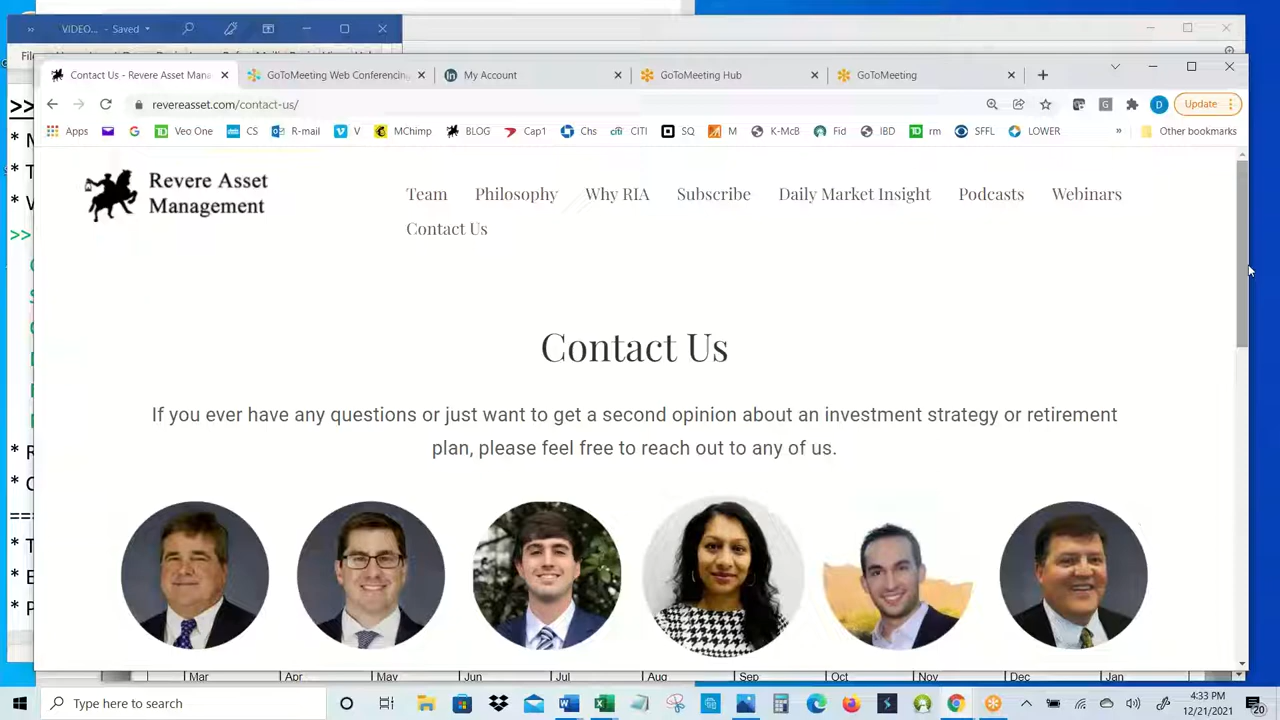 VIDEO... - Saved
Contact Us - Revere Asset Mana
GoToMeeting Web Conferencing
My Account
GoToMeeting Hub
GoToMeeting
revereasset.com/contact-us/
Update
Apps
G
Veo One
CS
R-mail
V
MChimp
BLOG
Cap1
Chs
CITI
SQ
M
K-McB
Fid
IBD
rm
SFFL
LOWER
»
Other bookmarks
Revere Asset
Management
Team Philosophy Why RIA Subscribe Daily Market Insight Podcasts Webinars
Contact Us
Contact Us
If you ever have any questions or just want to get a second opinion about an investment strategy or retirement
plan, please feel free to reach out to any of us.
Mar Apr May Jun Jul Aug Sep Oct Nov Dec Jan
Type here to search
4:33 PM
12/21/2021
20